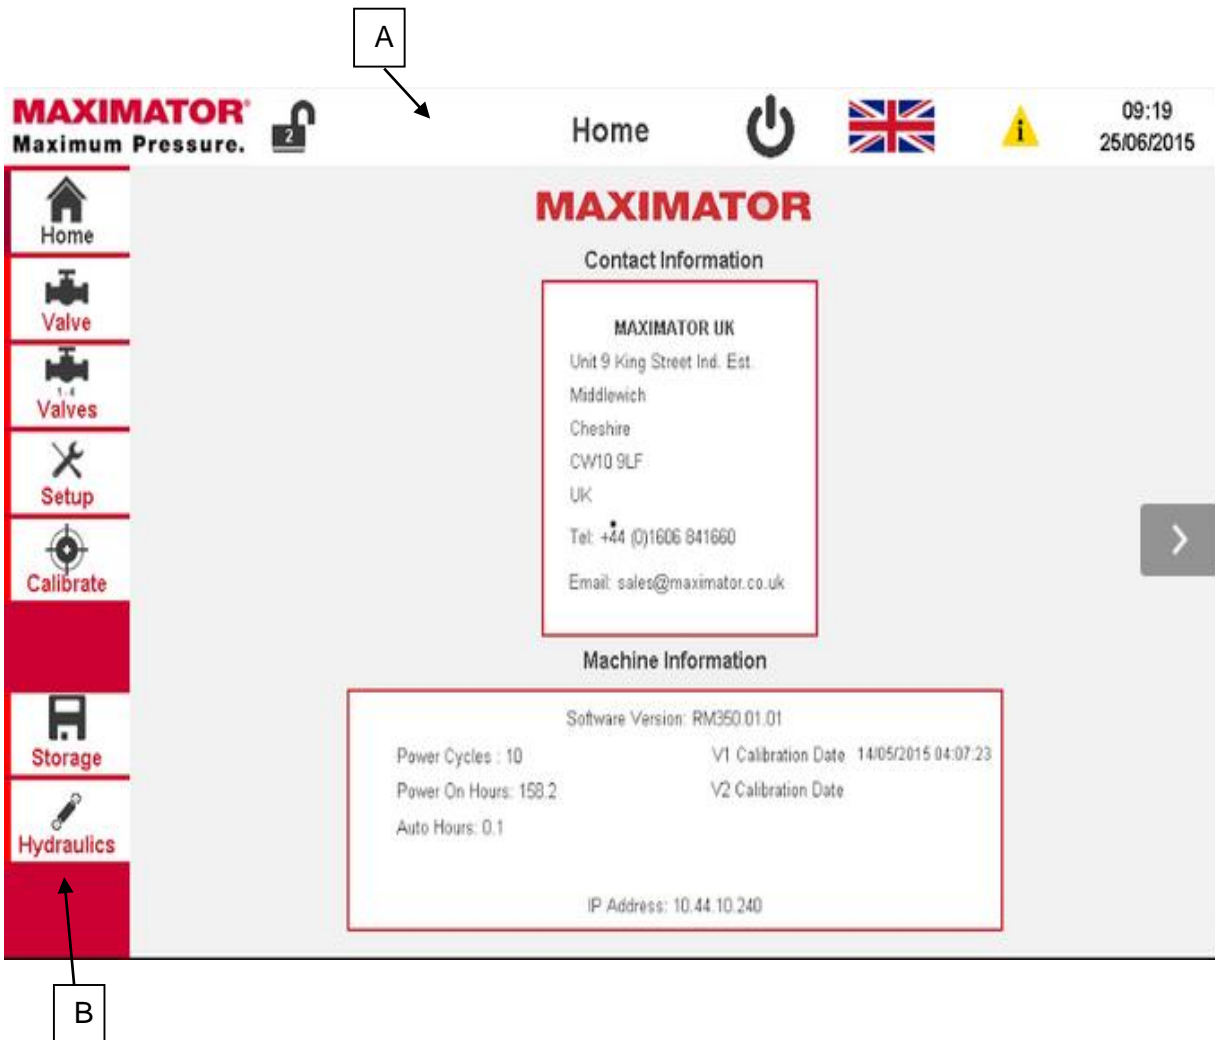 A
MAXIMATOR®
Maximum Pressure.
2
Home
i
09:19
25/06/2015
Home
Valve
1-4
Valves
Setup
Calibrate
Storage
Hydraulics
MAXIMATOR
Contact Information
MAXIMATOR UK
Unit 9 King Street Ind. Est.
Middlewich
Cheshire
CW10 9LF
UK
Tel: +44 (0)1606 841660
Email: sales@maximator.co.uk
Machine Information
Software Version: RM350.01.01
Power Cycles : 10 V1 Calibration Date 14/05/2015 04:07:23
Power On Hours: 158.2 V2 Calibration Date
Auto Hours: 0.1
IP Address: 10.44.10.240
B